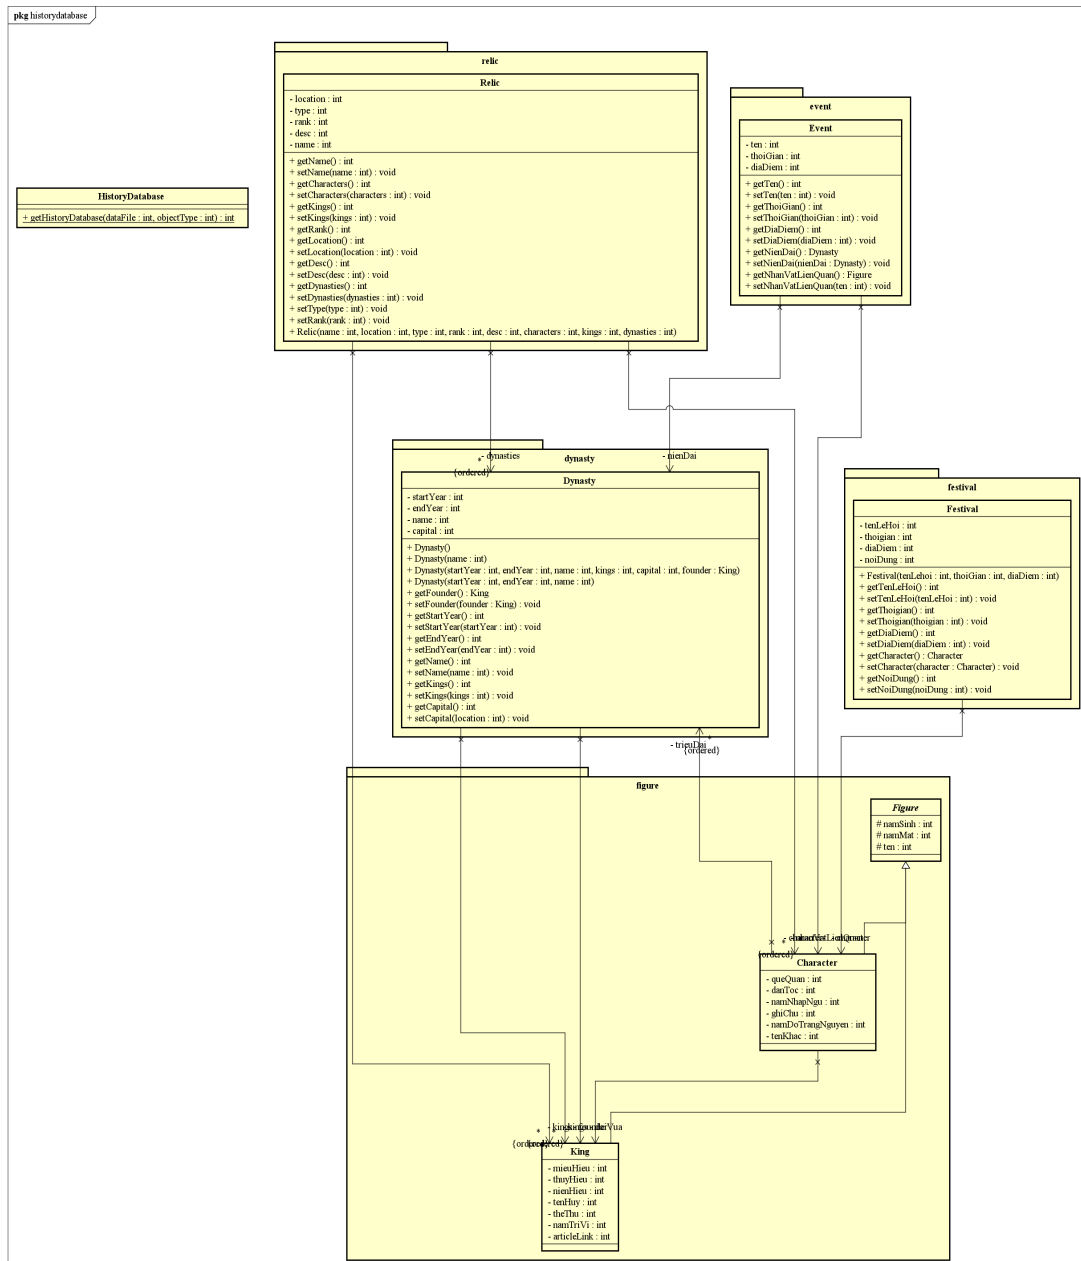 pkg historydatabase
relic
Relic
- location : int
- type : int
- rank : int
- desc : int
- name : int
+ getName() : int
+ setName(name : int) : void
+ getCharacters() : int
+ setCharacters(characters : int) : void
+ getKings() : int
+ setKings(kings : int) : void
+ getRank() : int
+ getLocation() : int
+ setLocation(location : int) : void
+ getDesc() : int
+ setDesc(desc : int) : void
+ getDynasties() : int
+ setDynasties(dynasties : int) : void
+ setType(type : int) : void
+ setRank(rank : int) : void
+ Relic(name : int, location : int, type : int, rank : int, desc : int, characters : int, kings : int, dynasties : int)
event
Event
- ten : int
- thoiGian : int
- diaDiem : int
+ getTen() : int
+ setTen(ten : int) : void
+ getThoiGian() : int
+ setThoiGian(thoiGian : int) : void
+ getDiaDiem() : int
+ setDiaDiem(diaDiem : int) : void
+ getNienDai() : Dynasty
+ setNienDai(nienDai : Dynasty) : void
+ getNhanVatLienQuan() : Figure
+ setNhanVatLienQuan(ten : int) : void
HistoryDatabase
+ getHistoryDatabase(dataFile : int, objectType : int) : int
- dynasties
*
{ordered}
- nienDai
dynasty
Dynasty
- startYear : int
- endYear : int
- name : int
- capital : int
+ Dynasty()
+ Dynasty(name : int)
+ Dynasty(startYear : int, endYear : int, name : int, kings : int, capital : int, founder : King)
+ Dynasty(startYear : int, endYear : int, name : int)
+ getFounder() : King
+ setFounder(founder : King) : void
+ getStartYear() : int
+ setStartYear(startYear : int) : void
+ getEndYear() : int
+ setEndYear(endYear : int) : void
+ getName() : int
+ setName(name : int) : void
+ getKings() : int
+ setKings(kings : int) : void
+ getCapital() : int
+ setCapital(location : int) : void
festival
Festival
- tenLeHoi : int
- thoigian : int
- diaDiem : int
- noiDung : int
+ Festival(tenLehoi : int, thoiGian : int, diaDiem : int)
+ getTenLeHoi() : int
+ setTenLeHoi(tenLeHoi : int) : void
+ getThoigian() : int
+ setThoigian(thoigian : int) : void
+ getDiaDiem() : int
+ setDiaDiem(diaDiem : int) : void
+ getCharacter() : Character
+ setCharacter(character : Character) : void
+ getNoiDung() : int
+ setNoiDung(noiDung : int) : void
- trieuDai
*
{ordered}
figure
Figure
# namSinh : int
# namMat : int
# ten : int
*
{ordered}
Character
- queQuan : int
- danToc : int
- namNhapNgu : int
- ghiChu : int
- namDoTrangNguyen : int
- tenKhac : int
*
King
- mieuHieu : int
- thuyHieu : int
- nienHieu : int
- tenHuy : int
- theThu : int
- namTriVi : int
- articleLink : int